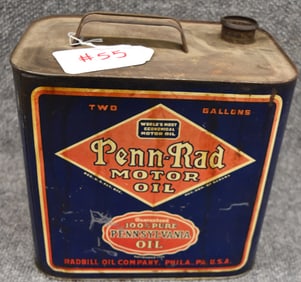 #55
TWO GALLONS
WORLD'S MOST
ECONOMICAL
MOTOR OIL
Penn-Rad
MOTOR
OIL
Guaranteed
100% PURE
PENNSYLVANIA
OIL
RADBILL OIL COMPANY, PHILA., PA. U.S.A.